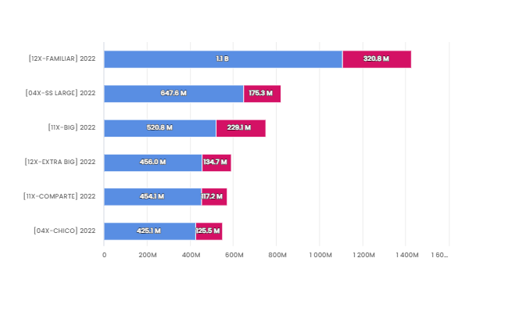 [12X-FAMILIAR] 2022 1.1 B 320.8 M
[04X-SS LARGE] 2022 647.6 M 175.3 M
[11X-BIG] 2022 520.8 M 229.1 M
[12X-EXTRA BIG] 2022 456.0 M 134.7 M
[11X-COMPARTE] 2022 454.1 M 117.2 M
[04X-CHICO] 2022 425.1 M 125.5 M
0 200M 400M 600M 800M 1 000M 1 200M 1 400M 1 60...